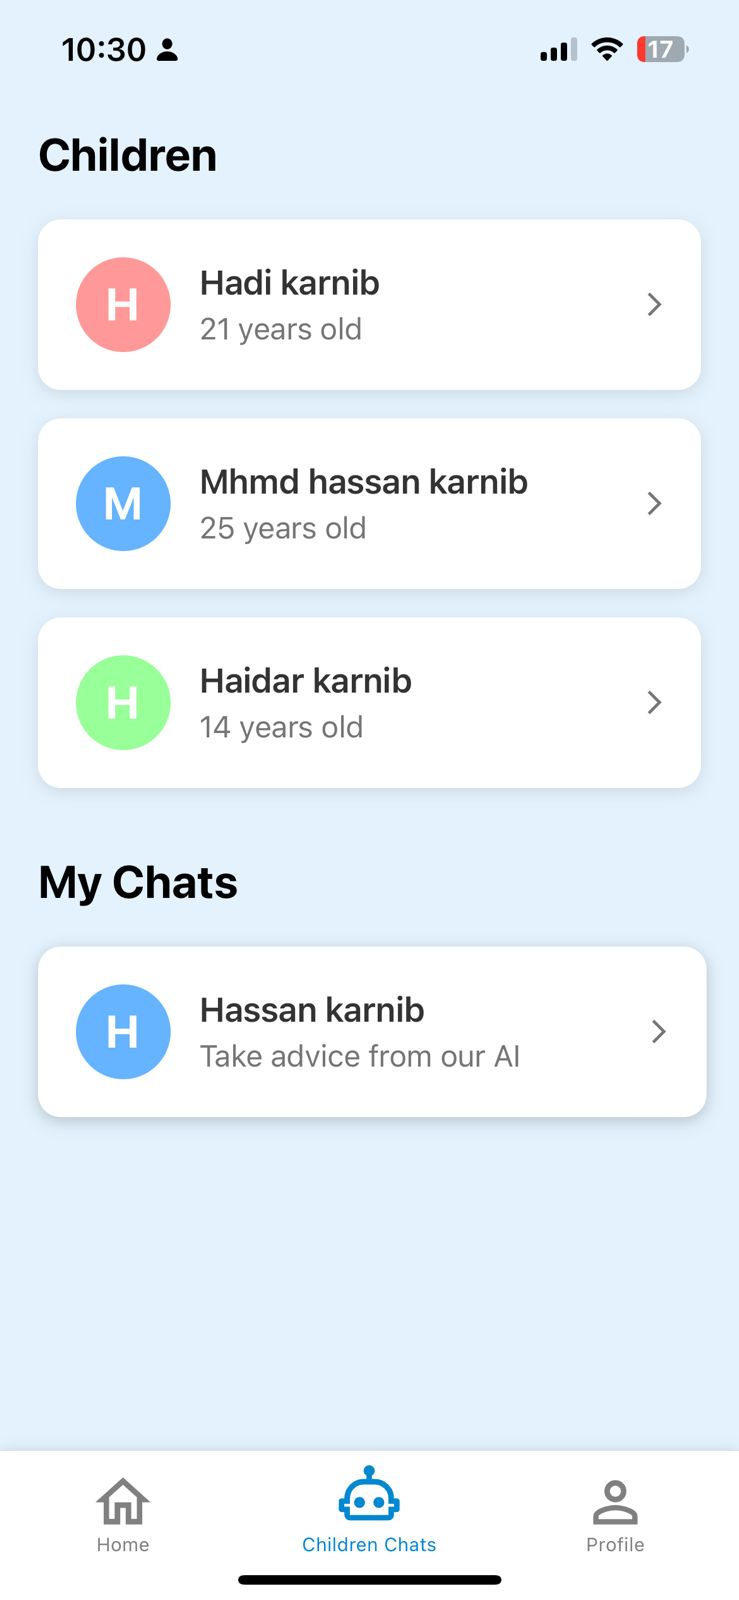 10:30
17
Children
H
Hadi karnib
21 years old
M
Mhmd hassan karnib
25 years old
H
Haidar karnib
14 years old
My Chats
H
Hassan karnib
Take advice from our AI
Home
Children Chats
Profile